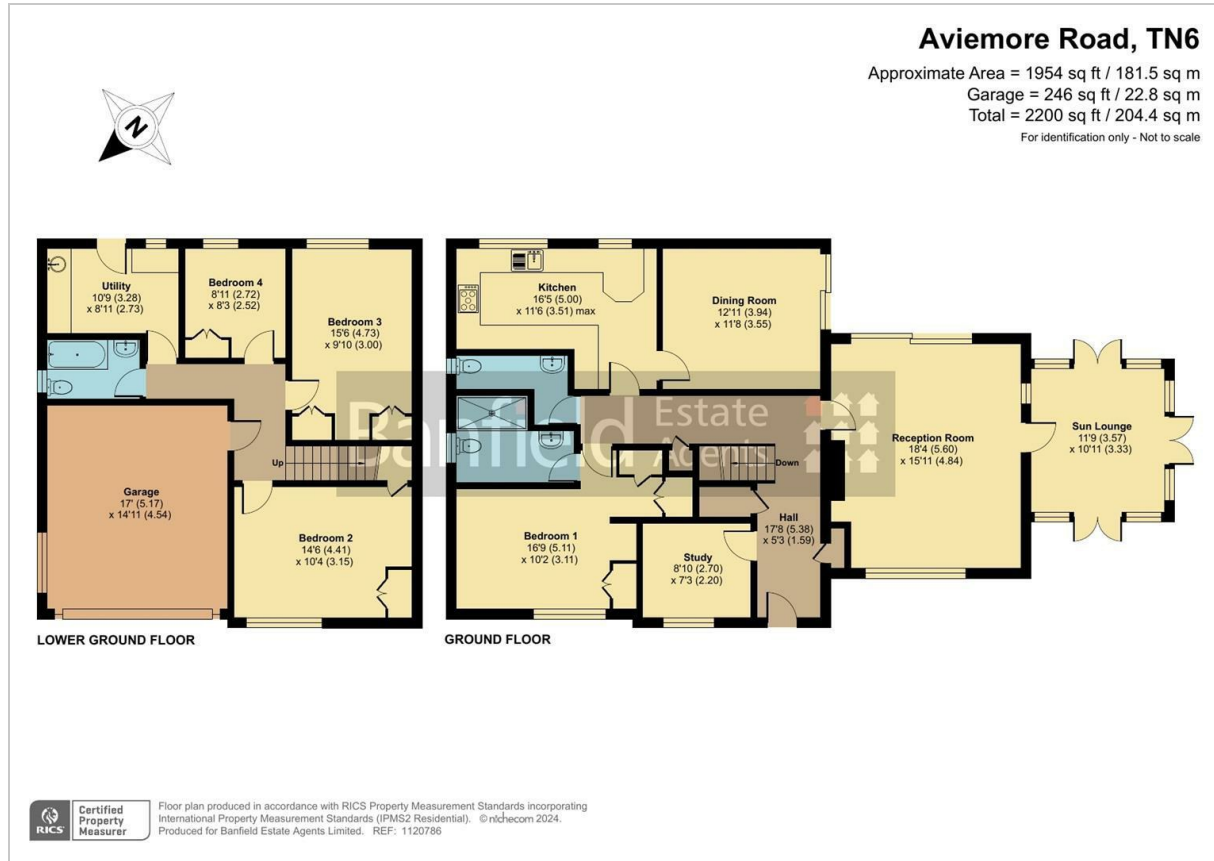 Aviemore Road, TN6
Approximate Area = 1954 sq ft / 181.5 sq m
Garage = 246 sq ft / 22.8 sq m
Total = 2200 sq ft / 204.4 sq m
For identification only - Not to scale
N
Utility
10'9 (3.28)
x 8'11 (2.73)
Bedroom 4
8'11 (2.72)
x 8'3 (2.52)
Bedroom 3
15'6 (4.73)
x 9'10 (3.00)
Up
Garage
17' (5.17)
x 14'11 (4.54)
Bedroom 2
14'6 (4.41)
x 10'4 (3.15)
LOWER GROUND FLOOR
Kitchen
16'5 (5.00)
x 11'6 (3.51) max
Dining Room
12'11 (3.94)
x 11'8 (3.55)
Reception Room
18'4 (5.60)
x 15'11 (4.84)
Sun Lounge
11'9 (3.57)
x 10'11 (3.33)
Down
Hall
17'8 (5.38)
x 5'3 (1.59)
Bedroom 1
16'9 (5.11)
x 10'2 (3.11)
Study
8'10 (2.70)
x 7'3 (2.20)
GROUND FLOOR
Banfield Estate
Agents
RICS
Certified
Property
Measurer
Floor plan produced in accordance with RICS Property Measurement Standards incorporating
International Property Measurement Standards (IPMS2 Residential). © nichecom 2024.
Produced for Banfield Estate Agents Limited. REF: 1120786